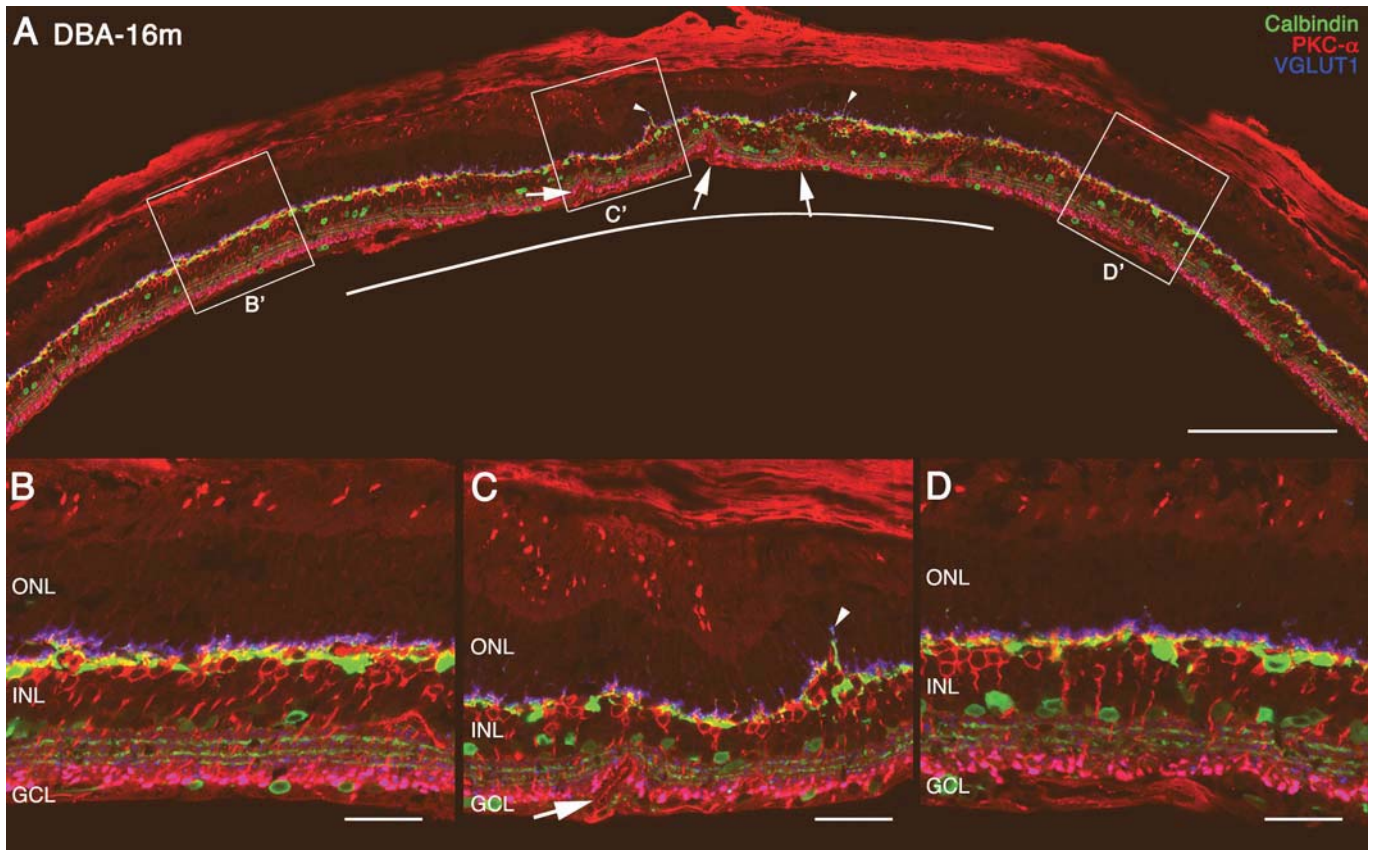 A DBA-16m
Calbindin
PKC-α
VGLUT1
B'
C'
D'
B
ONL
INL
GCL
C
ONL
INL
GCL
D
ONL
INL
GCL